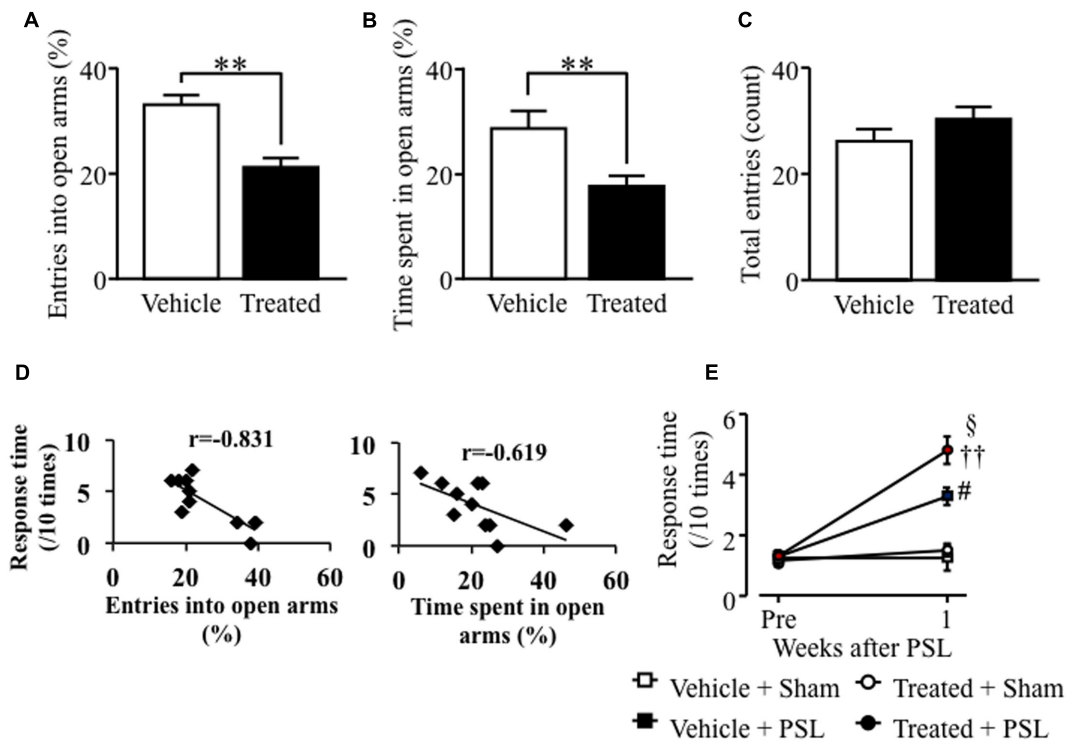 A
B
C
Entries into open arms (%)
40
20
0
**
Vehicle
Treated
Time spent in open arms (%)
40
20
0
**
Vehicle
Treated
Total entries (count)
40
20
0
Vehicle
Treated
D
E
Response time
(/10 times)
10
5
0
r=-0.831
0
20
40
60
Entries into open arms
(%)
10
5
0
r=-0.619
0
20
40
60
Time spent in open
arms (%)
Response time
(/10 times)
6
4
2
0
§
††
#
Pre
1
Weeks after PSL
Vehicle + Sham
Treated + Sham
Vehicle + PSL
Treated + PSL